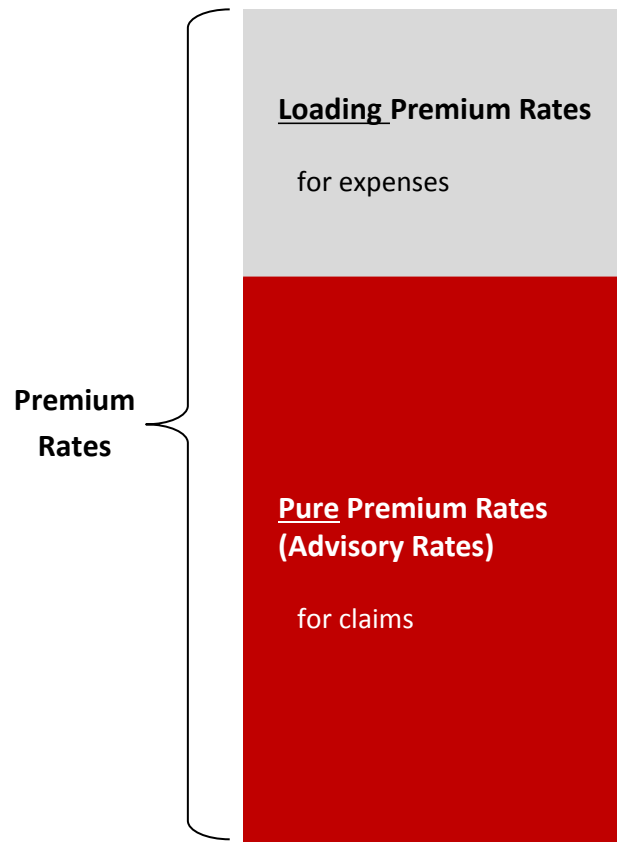 Loading Premium Rates
for expenses
Premium
Rates
Pure Premium Rates
(Advisory Rates)
for claims